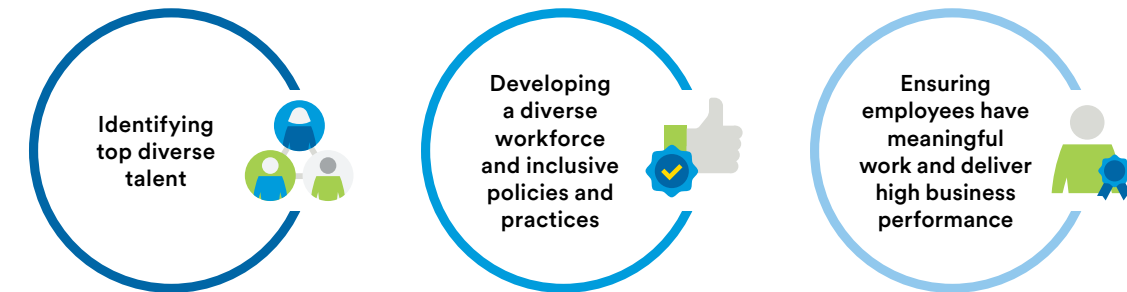 Identifying
top diverse
talent
Developing
a diverse
workforce
and inclusive
policies and
practices
Ensuring
employees have
meaningful
work and deliver
high business
performance